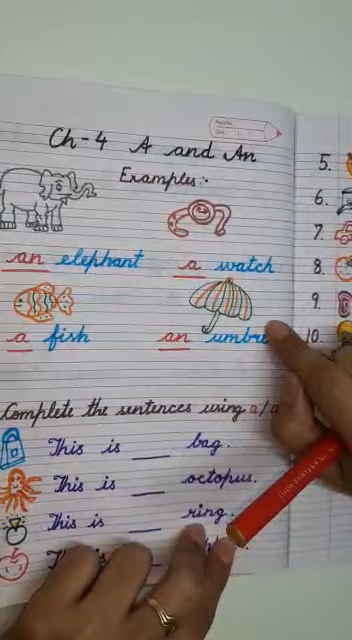 Ch-4 A and An
Examples:-
an elephant
a watch
a fish
an
Complete the sentences using a/a
This is ___ bag.
This is ___ octopus.
This is ___ ring.
5.
6.
7.
8.
9.
10.